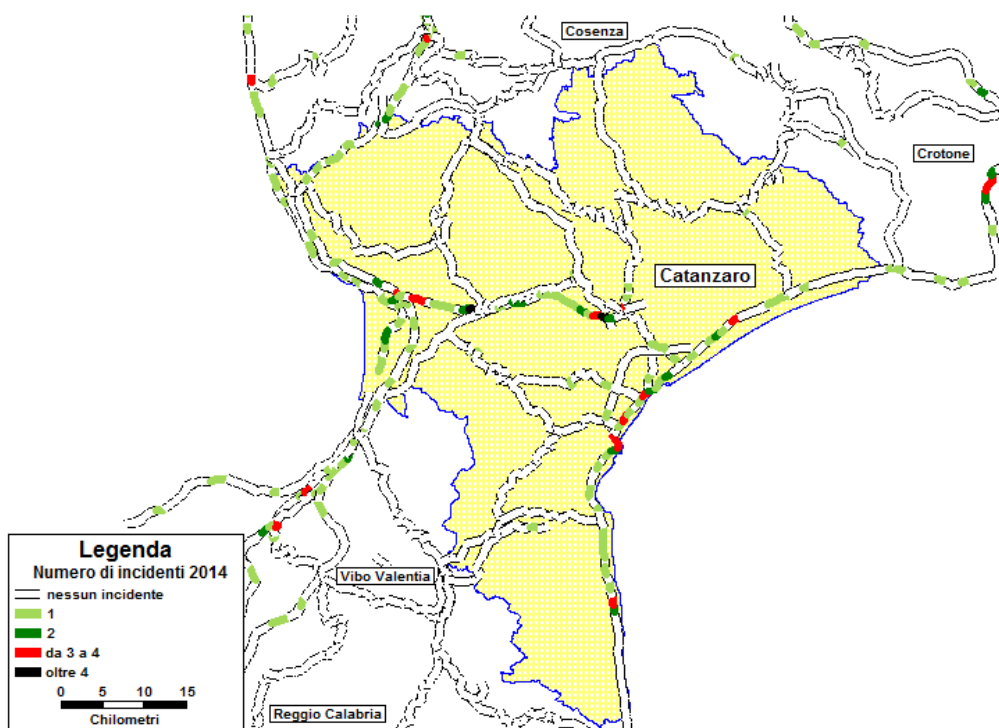 Cosenza
Crotone
Catanzaro
Legenda
Numero di incidenti 2014
nessun incidente
1
2
da 3 a 4
oltre 4
0 5 10 15
Chilometri
Vibo Valentia
Reggio Calabria